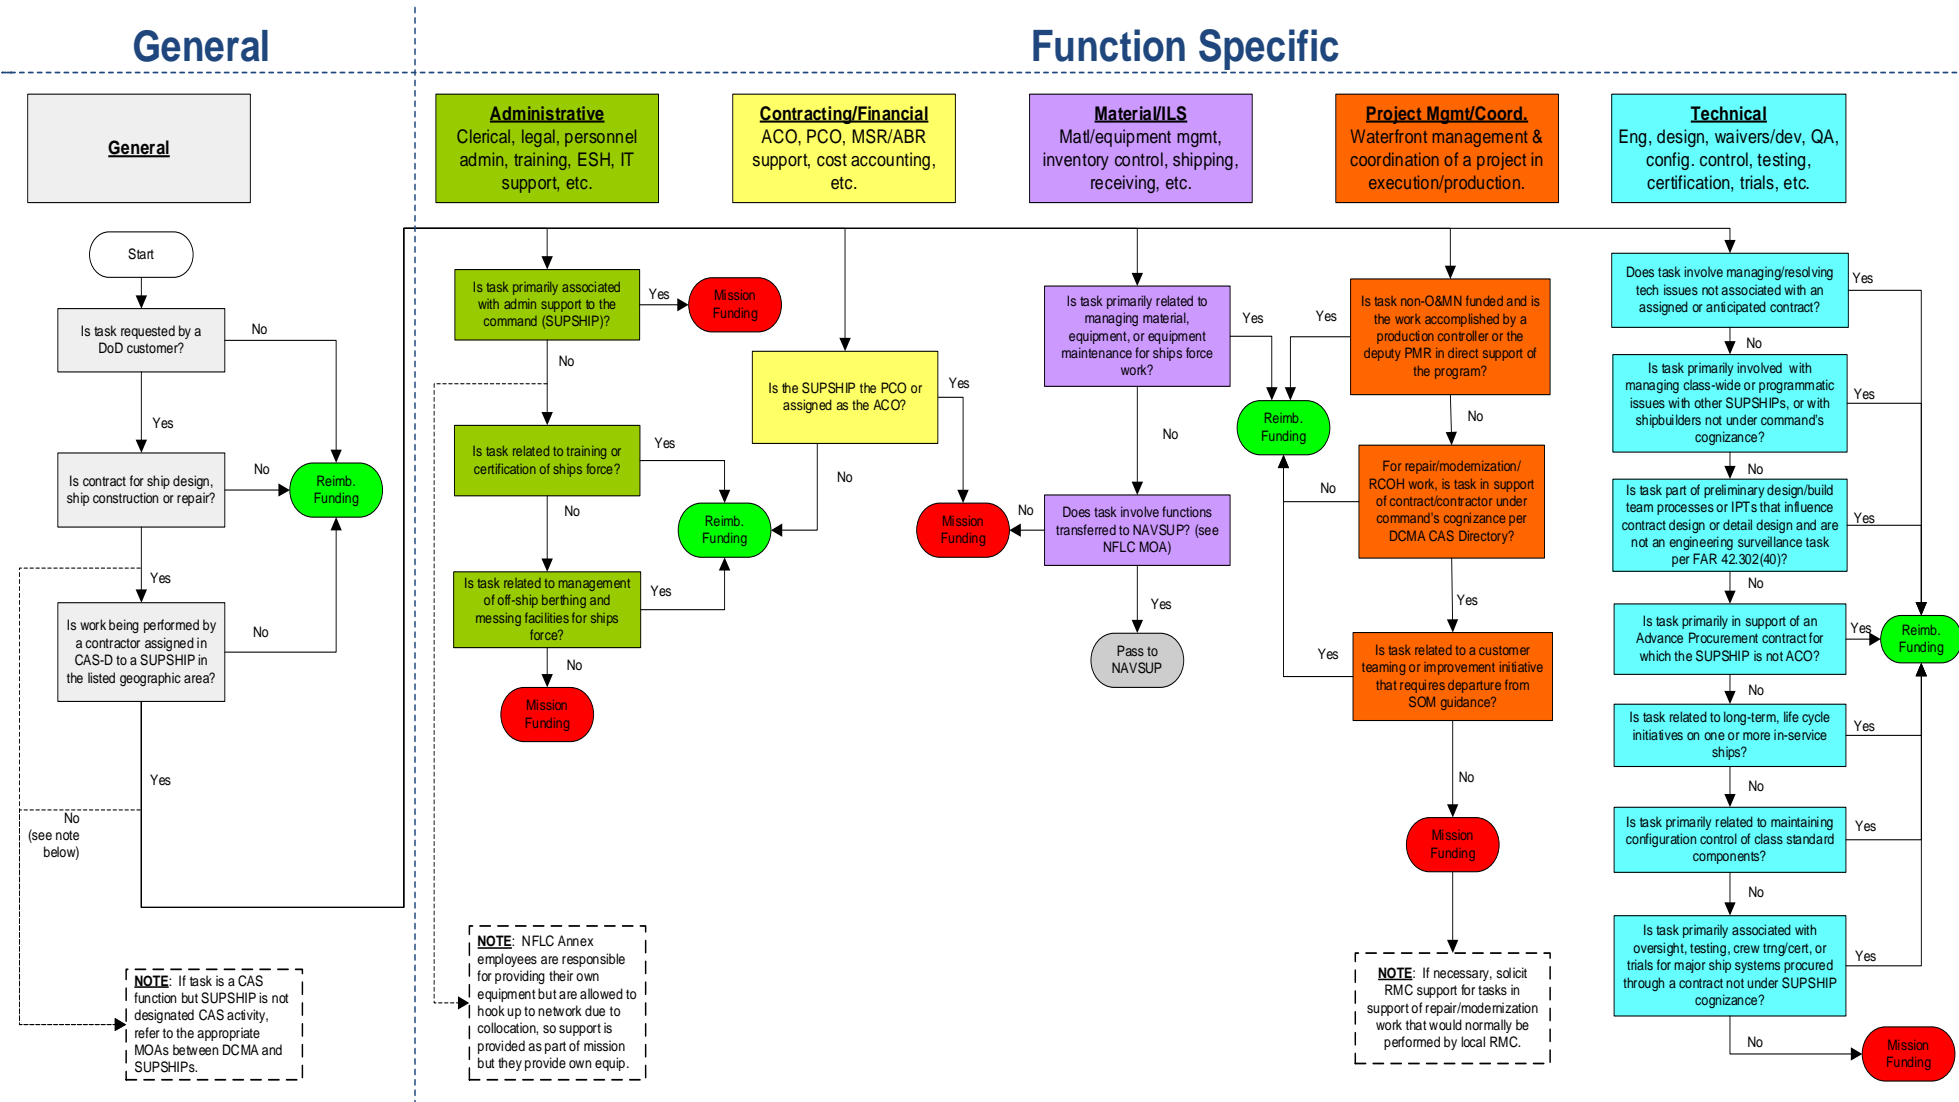 General
Function Specific
General
Administrative
Clerical, legal, personnel
admin, training, ESH, IT
support, etc.
Contracting/Financial
ACO, PCO, MSR/ABR
support, cost accounting,
etc.
Material/ILS
Matl/equipment mgmt,
inventory control, shipping,
receiving, etc.
Project Mgmt/Coord.
Waterfront management &
coordination of a project in
execution/production.
Technical
Eng, design, waivers/dev, QA,
config. control, testing,
certification, trials, etc.
Start
Is task requested by a
DoD customer?
No
Yes
Is contract for ship design,
ship construction or repair?
No
Reimb.
Funding
Yes
Is work being performed by
a contractor assigned in
CAS-D to a SUPSHIP in
the listed geographic area?
No
Yes
No
(see note
below)
NOTE:  If task is a CAS
function but SUPSHIP is not
designated CAS activity,
refer to the appropriate
MOAs between DCMA and
SUPSHIPs.
Is task primarily associated
with admin support to the
command (SUPSHIP)?
Yes
Mission
Funding
No
Is task related to training or
certification of ships force?
Yes
No
Reimb.
Funding
Is task related to management
of off-ship berthing and
messing facilities for ships
force?
Yes
No
Mission
Funding
NOTE:  NFLC Annex
employees are responsible
for providing their own
equipment but are allowed to
hook up to network due to
collocation, so support is
provided as part of mission
but they provide own equip.
Is the SUPSHIP the PCO or
assigned as the ACO?
Yes
No
Mission
Funding
Is task primarily related to
managing material,
equipment, or equipment
maintenance for ships force
work?
Yes
No
Reimb.
Funding
Does task involve functions
transferred to NAVSUP? (see
NFLC MOA)
No
Yes
Pass to
NAVSUP
Is task non-O&MN funded and is
the work accomplished by a
production controller or the
deputy PMR in direct support of
the program?
Yes
No
For repair/modernization/
RCOH work, is task in support
of contract/contractor under
command's cognizance per
DCMA CAS Directory?
No
Yes
Is task related to a customer
teaming or improvement initiative
that requires departure from
SOM guidance?
Yes
No
Mission
Funding
NOTE:  If necessary, solicit
RMC support for tasks in
support of repair/modernization
work that would normally be
performed by local RMC.
Does task involve managing/resolving
tech issues not associated with an
assigned or anticipated contract?
Yes
No
Is task primarily involved  with
managing class-wide or programmatic
issues with other SUPSHIPs, or with
shipbuilders not under command's
cognizance?
Yes
No
Is task part of preliminary design/build
team processes or IPTs that influence
contract design or detail design and are
not an engineering surveillance task
per FAR 42.302(40)?
Yes
No
Is task primarily in support of an
Advance Procurement contract for
which the SUPSHIP is not ACO?
Yes
Reimb.
Funding
No
Is task related to long-term, life cycle
initiatives on one or more in-service
ships?
Yes
No
Is task primarily related to maintaining
configuration control of class standard
components?
Yes
No
Is task primarily associated with
oversight, testing, crew trng/cert, or
trials for major ship systems procured
through a contract not under SUPSHIP
cognizance?
Yes
No
Mission
Funding